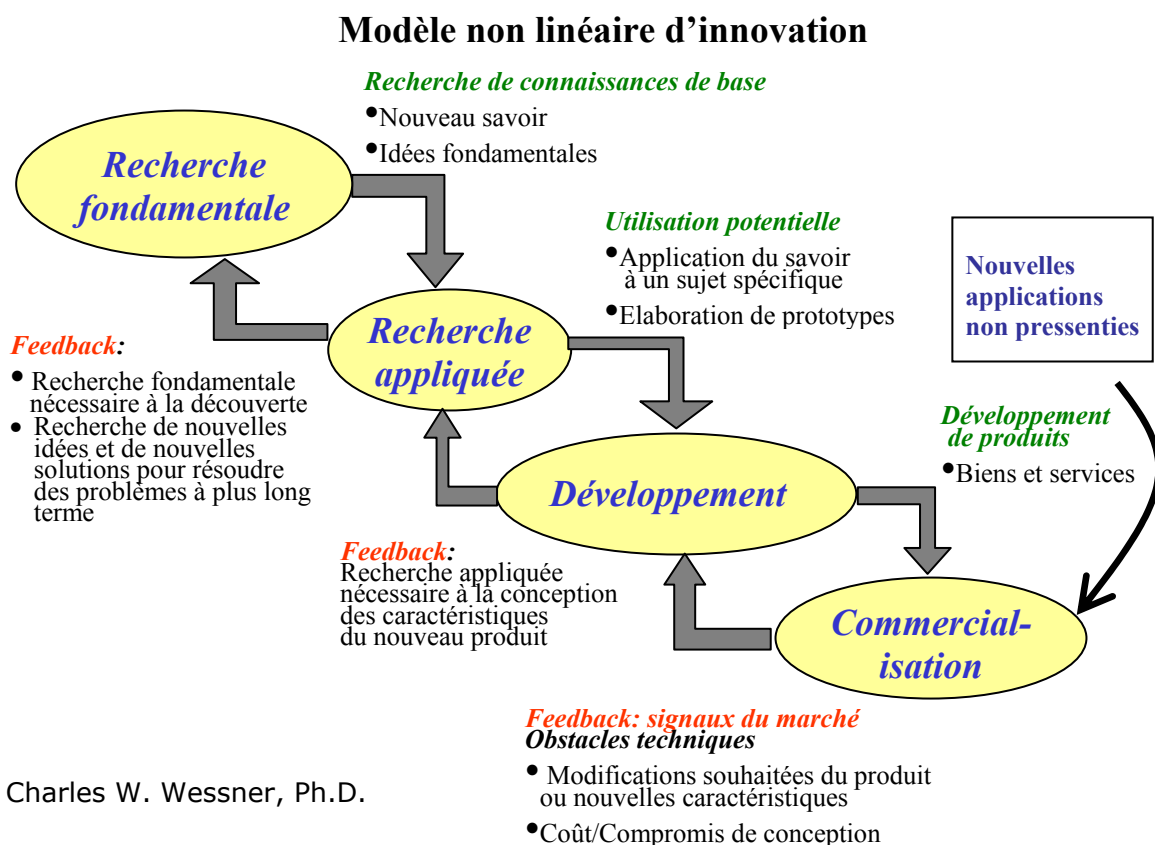 Modèle non linéaire d’innovation
Recherche de connaissances de base
•Nouveau savoir
•Idées fondamentales
Recherche
fondamentale
Utilisation potentielle
•Application du savoir
à un sujet spécifique
•Elaboration de prototypes
Nouvelles
applications
non pressenties
Recherche
appliquée
Feedback:
• Recherche fondamentale
nécessaire à la découverte
• Recherche de nouvelles
idées et de nouvelles
solutions pour résoudre
des problèmes à plus long
terme
Développement
de produits
•Biens et services
Développement
Feedback:
Recherche appliquée
nécessaire à la conception
des caractéristiques
du nouveau produit
Commercial-
isation
Feedback: signaux du marché
Obstacles techniques
• Modifications souhaitées du produit
ou nouvelles caractéristiques
•Coût/Compromis de conception
Charles W. Wessner, Ph.D.